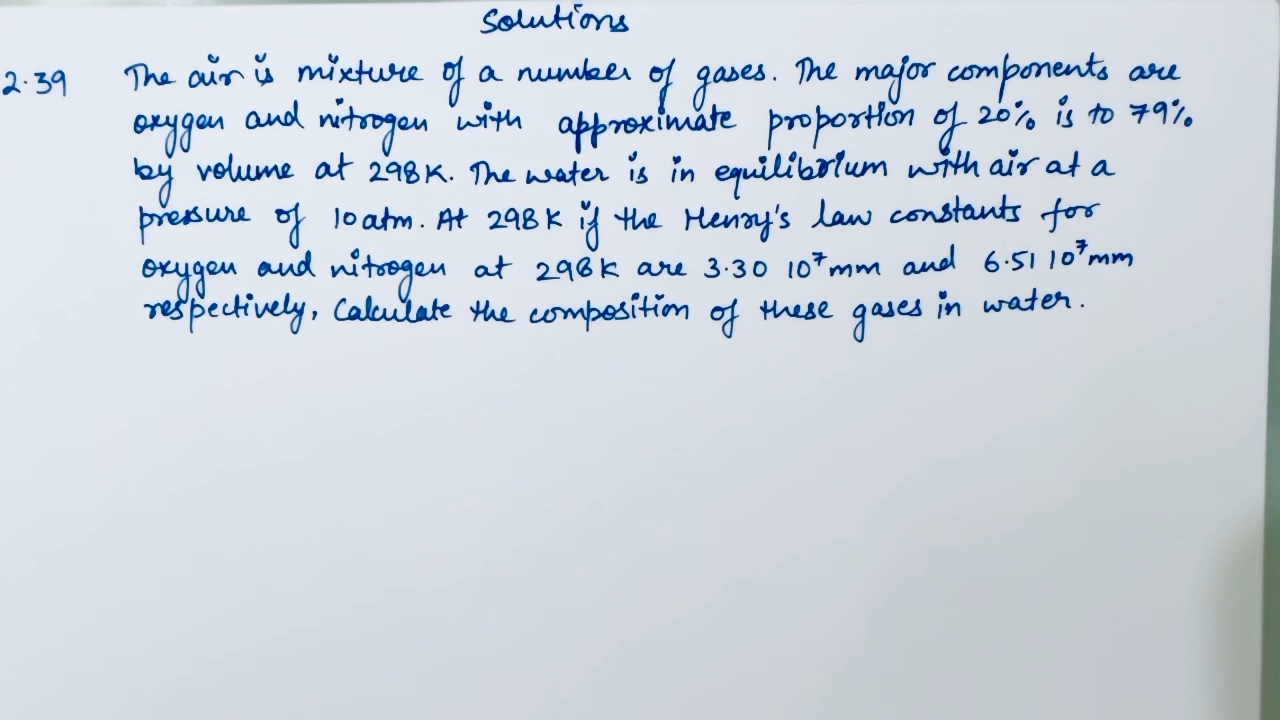 Solutions
2.39 The air is mixture of a number of gases. The major components are
oxygen and nitrogen with approximate proportion of 20% is to 79%
by volume at 298K. The water is in equilibrium with air at a
pressure of 10 atm. At 298K if the Henry's law constants for
oxygen and nitrogen at 298K are 3.30 10⁷mm and 6.51 10⁷mm
respectively, Calculate the composition of these gases in water.